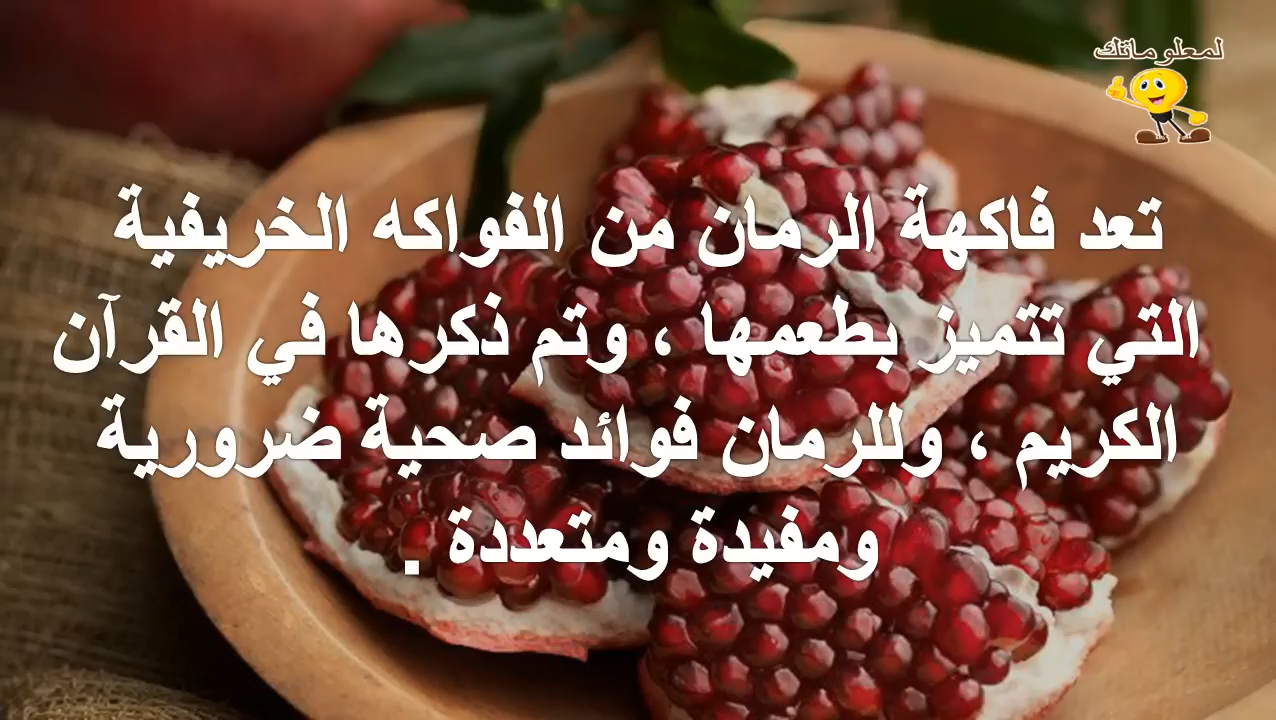 لمعلوماتك
تعد فاكهة الرمان من الفواكه الخريفية
التي تتميز بطعمها ، وتم ذكرها في القرآن
الكريم ، وللرمان فوائد صحية ضرورية
ومفيدة ومتعددة .